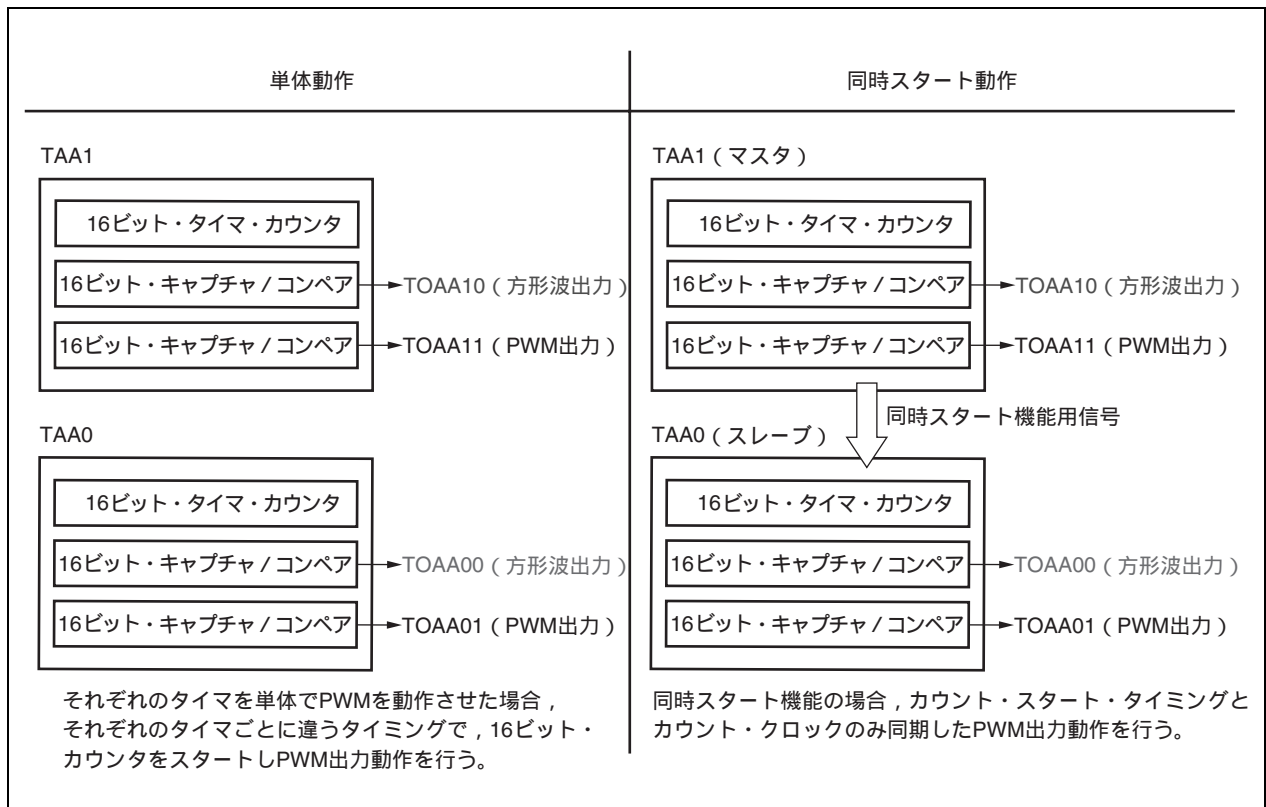 単体動作
TAA1
16ビット・タイマ・カウンタ
16ビット・キャプチャ / コンペア
TOAA10 ( 方形波出力 )
16ビット・キャプチャ / コンペア
TOAA11 ( PWM出力 )
TAA0
16ビット・タイマ・カウンタ
16ビット・キャプチャ / コンペア
TOAA00 ( 方形波出力 )
16ビット・キャプチャ / コンペア
TOAA01 ( PWM出力 )
それぞれのタイマを単体でPWMを動作させた場合 ,
それぞれのタイマごとに違うタイミングで , 16ビット・
カウンタをスタートしPWM出力動作を行う。
同時スタート動作
TAA1 ( マスタ )
16ビット・タイマ・カウンタ
16ビット・キャプチャ / コンペア
TOAA10 ( 方形波出力 )
16ビット・キャプチャ / コンペア
TOAA11 ( PWM出力 )
同時スタート機能用信号
TAA0 ( スレーブ )
16ビット・タイマ・カウンタ
16ビット・キャプチャ / コンペア
TOAA00 ( 方形波出力 )
16ビット・キャプチャ / コンペア
TOAA01 ( PWM出力 )
同時スタート機能の場合 , カウント・スタート・タイミングと
カウント・クロックのみ同期したPWM出力動作を行う。